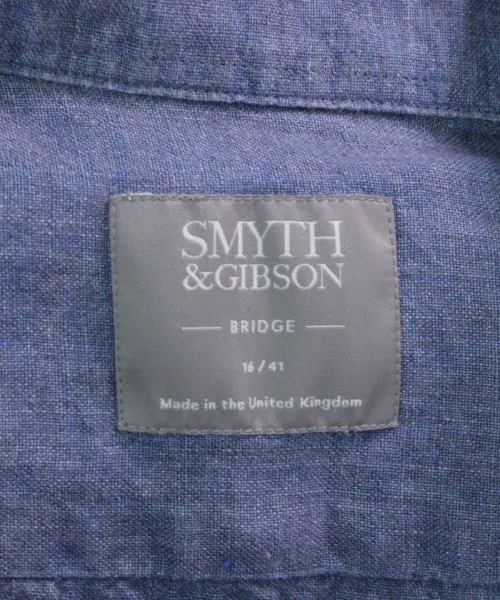 SMYTH
&GIBSON
BRIDGE
16 / 41
Made in the United Kingdom